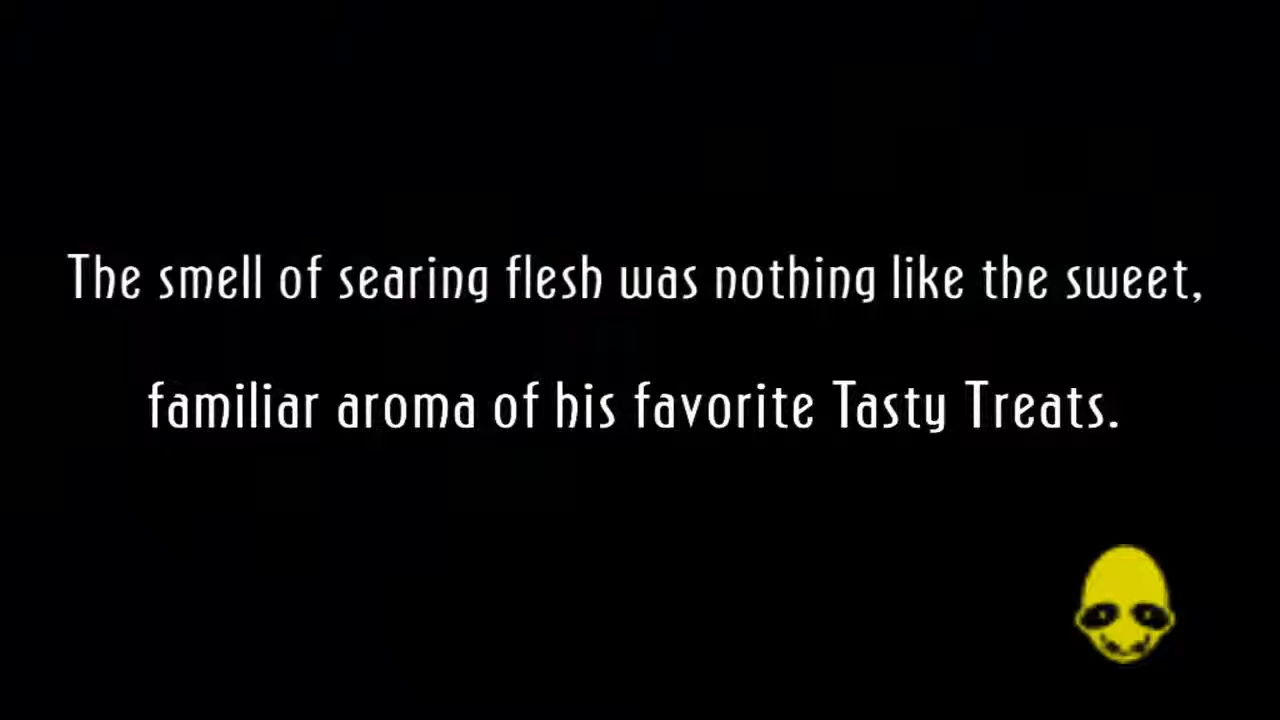 The smell of searing flesh was nothing like the sweet,
familiar aroma of his favorite Tasty Treats.